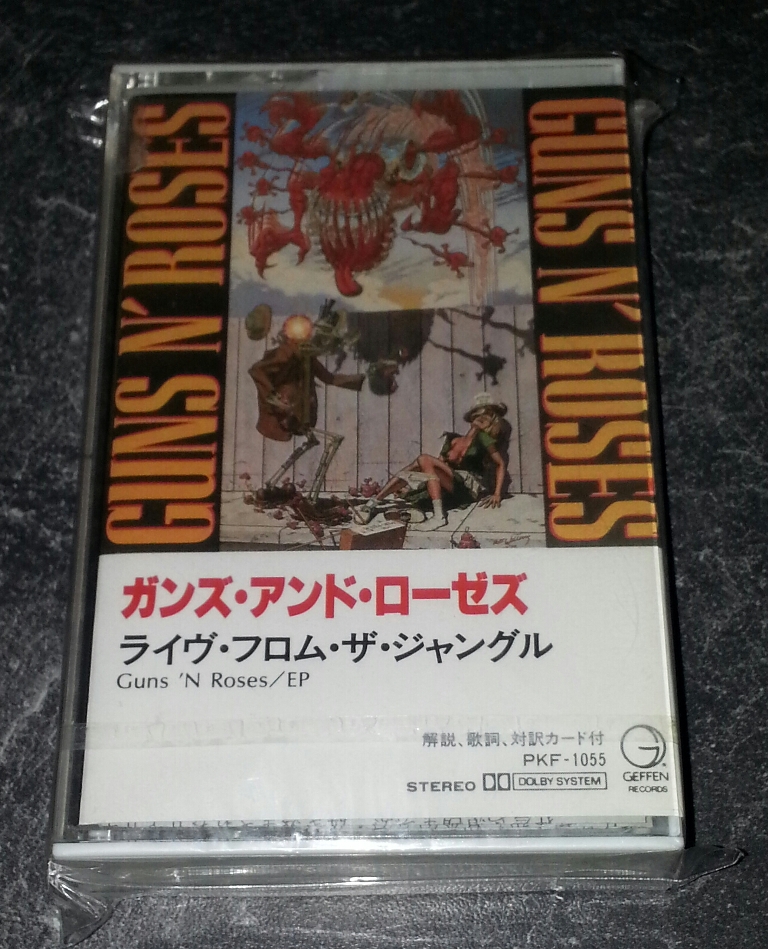 GUNS N' ROSES
GUNS N' ROSES
ガンズ・アンド・ローゼズ
ライヴ・フロム・ザ・ジャングル
Guns 'N Roses/EP
解説、歌詞、対訳カード付
PKF-1055
STEREO DOLBY SYSTEM
GEFFEN
RECORDS